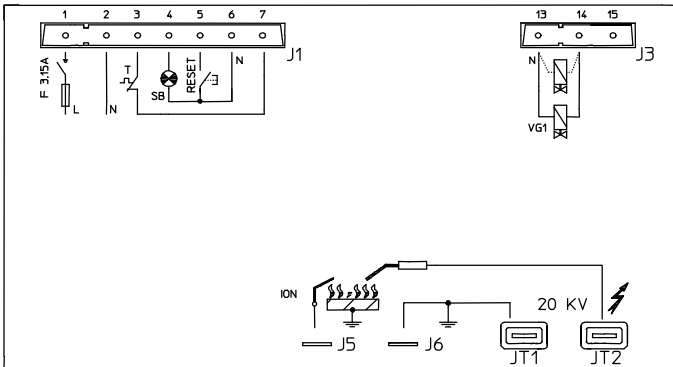 1 2 3 4 5 6 7
J1
F 3.15A
L
N
T
SB
RESET
N
13 14 15
J3
N
VG1
ION
J5
J6
20 KV
JT1
JT2